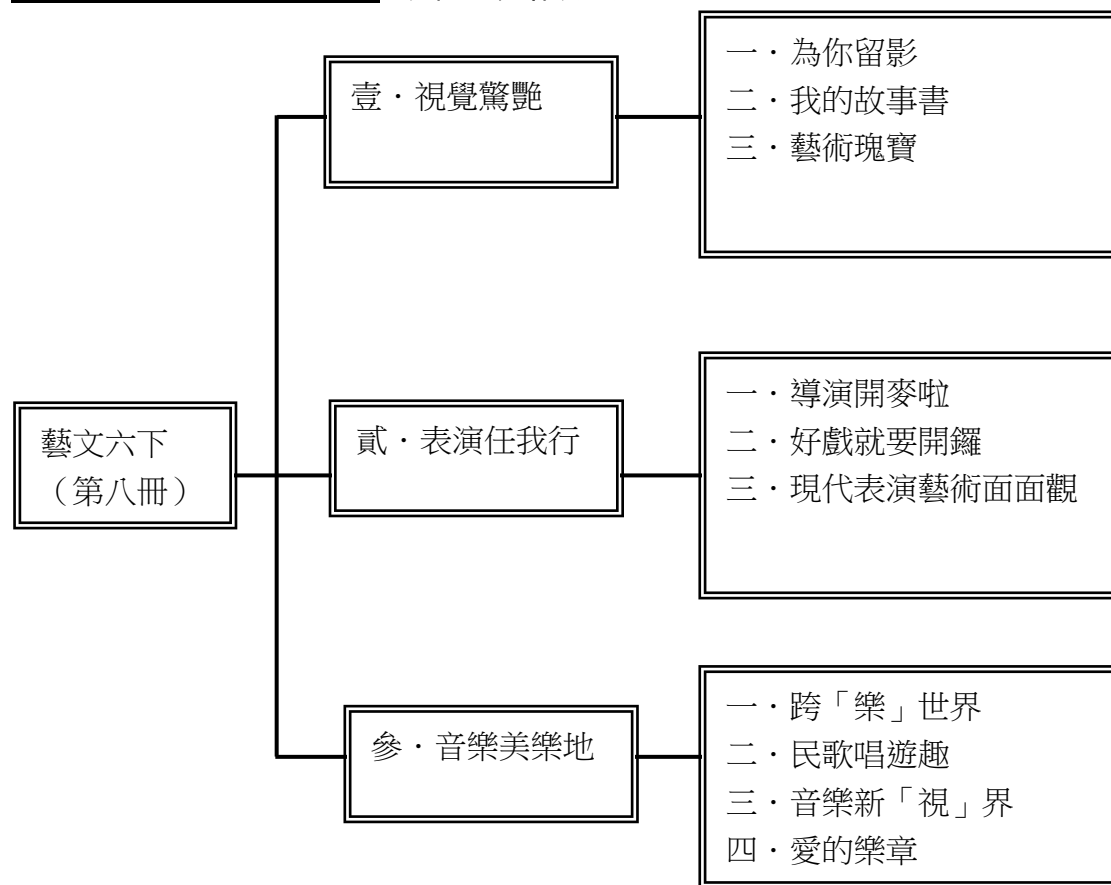 藝文六下
（第八冊）
壹．視覺驚艷
一．為你留影
二．我的故事書
三．藝術瑰寶
貳．表演任我行
一．導演開麥啦
二．好戲就要開鑼
三．現代表演藝術面面觀
參．音樂美樂地
一．跨「樂」世界
二．民歌唱遊趣
三．音樂新「視」界
四．愛的樂章